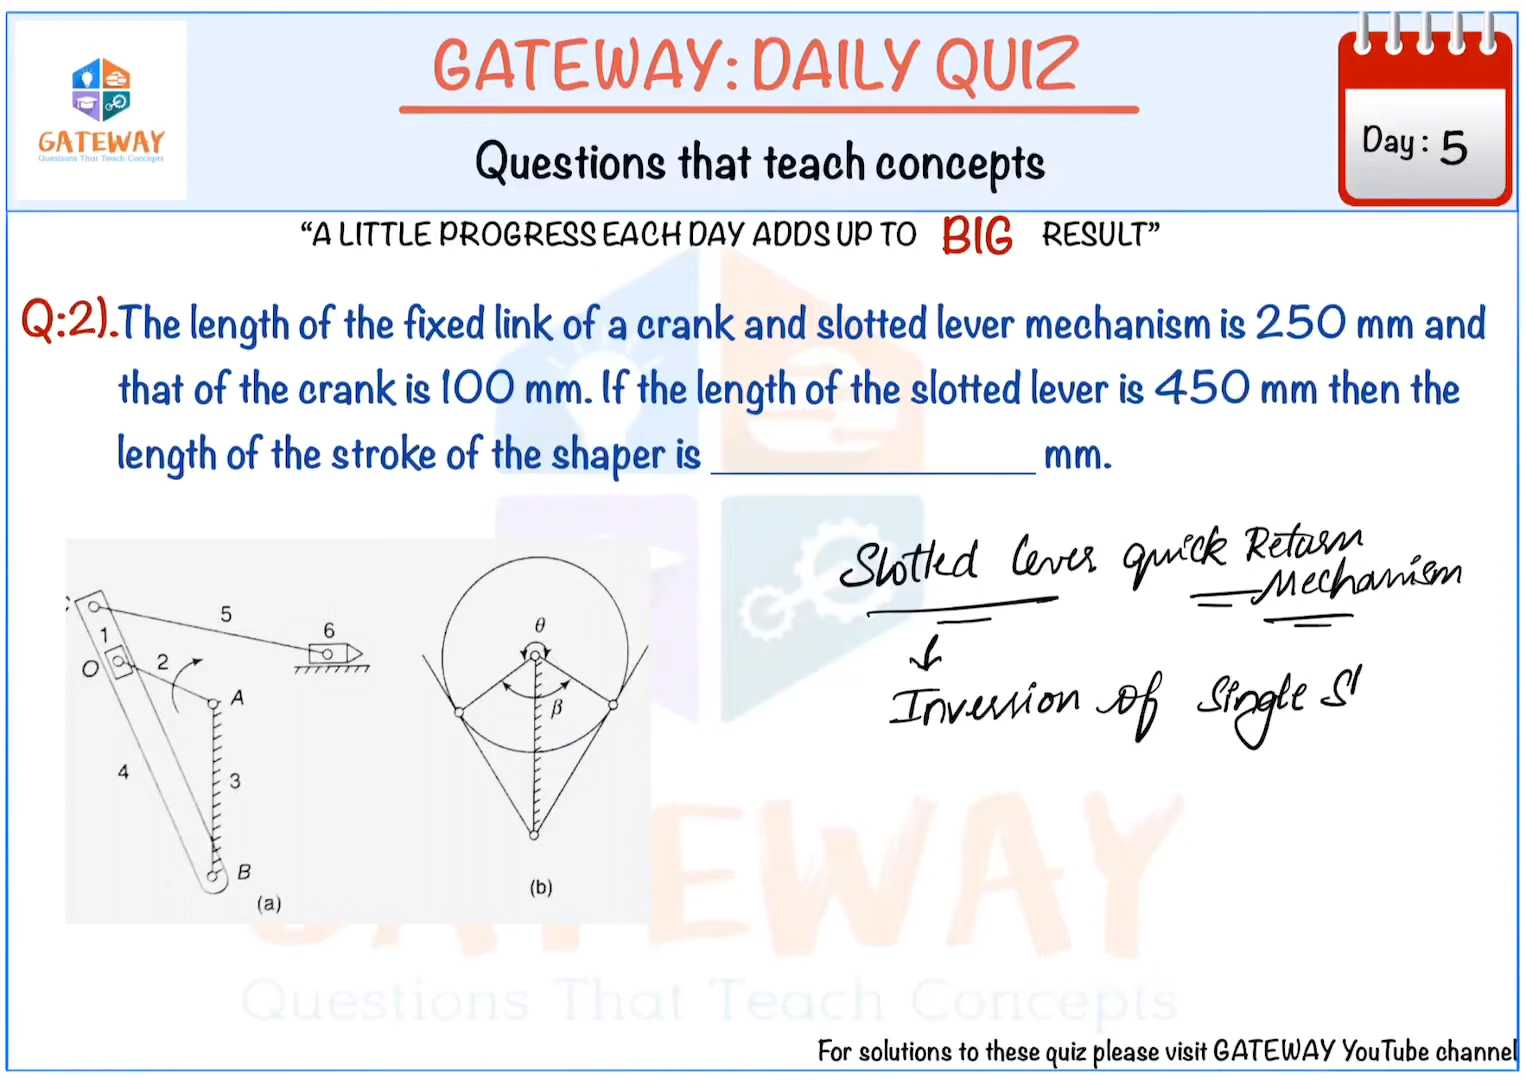 GATEWAY: DAILY QUIZ
GATEWAY
Questions That Teach Concepts
Questions that teach concepts
Day: 5
“A LITTLE PROGRESS EACH DAY ADDS UP TO BIG RESULT”
Q:2).The length of the fixed link of a crank and slotted lever mechanism is 250 mm and
that of the crank is 100 mm. If the length of the slotted lever is 450 mm then the
length of the stroke of the shaper is ____________ mm.
Slotted lever quick Return
Mechanism
Inversion of Single S
C
1
O
2
5
6
A
4
3
B
(a)
θ
β
(b)
GATEWAY
Questions That Teach Concepts
For solutions to these quiz please visit GATEWAY YouTube channel